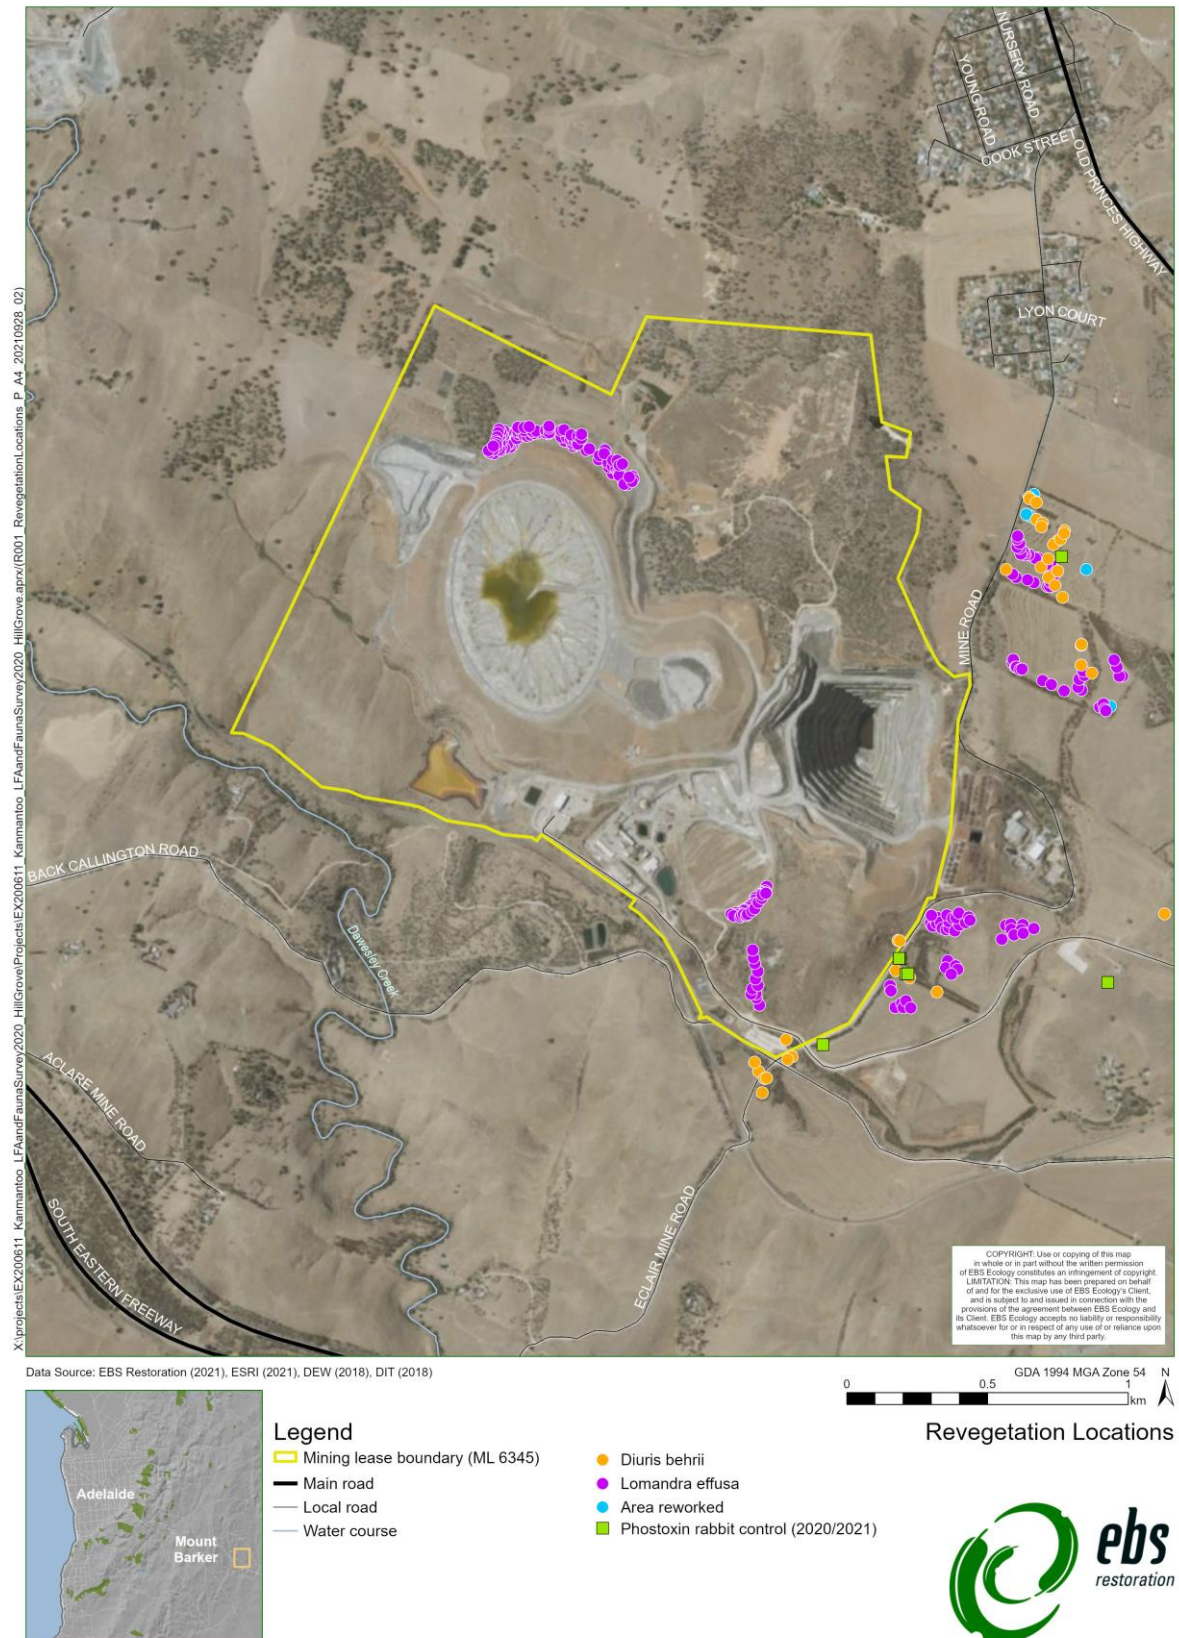 X:\projects\EX200611_Kanmantoo_LFAandFaunaSurvey2020_HillGrove\Projects\EX200611_Kanmantoo_LFAandFaunaSurvey2020_HillGrove.aprx/(R001_RevegetationLocations_P_A4_20210928_02)
NURSERY ROAD
YOUNG ROAD
COOK STREET
OLD PRINCES HIGHWAY
LYON COURT
MINE ROAD
BACK CALLINGTON ROAD
Dawesley Creek
ACLARE MINE ROAD
SOUTH EASTERN FREEWAY
ECLAIR MINE ROAD
COPYRIGHT: Use or copying of this map
in whole or in part without the written permission
of EBS Ecology constitutes an infringement of copyright.
LIMITATION: This map has been prepared on behalf
of and for the exclusive use of EBS Ecology's Client,
and is subject to and issued in connection with the
provisions of the agreement between EBS Ecology and
its Client. EBS Ecology accepts no liability or responsibility
whatsoever for or in respect of any use of or reliance upon
this map by any third party.
Data Source: EBS Restoration (2021), ESRI (2021), DEW (2018), DIT (2018)
GDA 1994 MGA Zone 54
N
0 0.5 1
km
Revegetation Locations
Adelaide
Mount
Barker
Legend
Mining lease boundary (ML 6345)
Main road
Local road
Water course
Diuris behrii
Lomandra effusa
Area reworked
Phostoxin rabbit control (2020/2021)
ebs
restoration